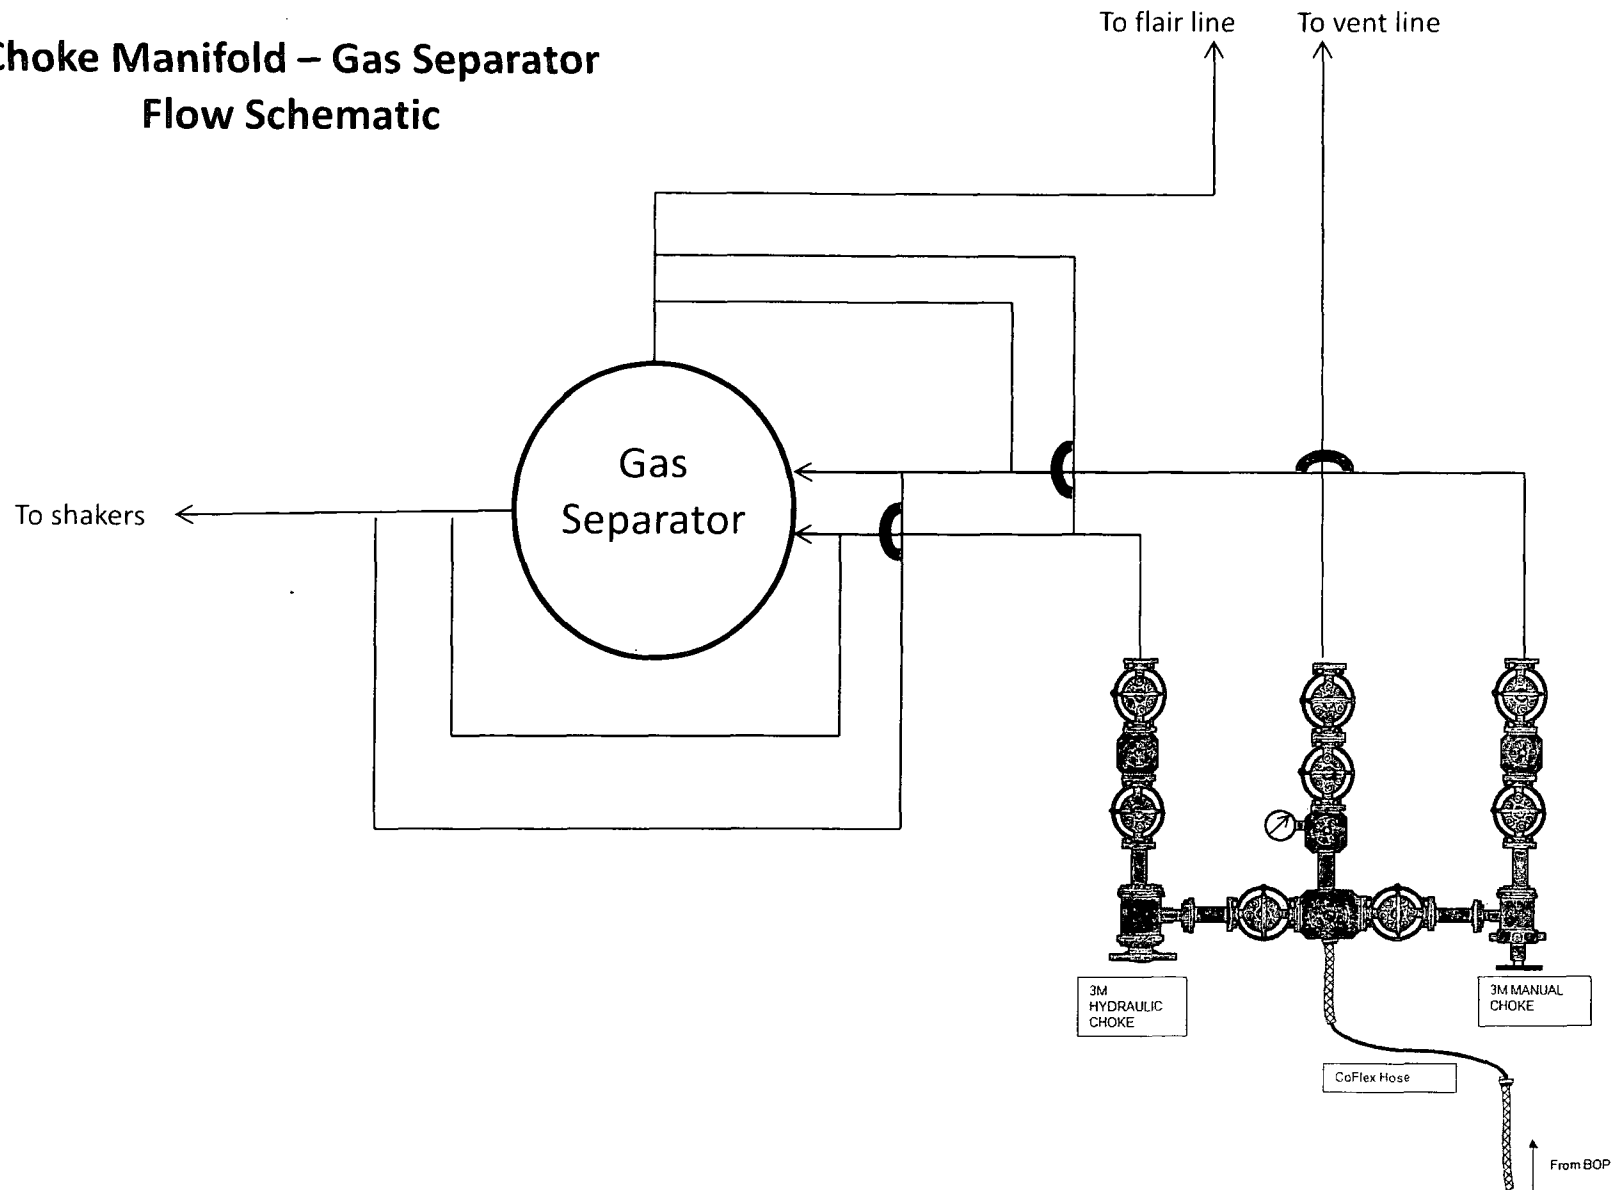 Choke Manifold – Gas Separator
Flow Schematic
To flair line
To vent line
Gas
Separator
To shakers
3M
HYDRAULIC
CHOKE
3M MANUAL
CHOKE
CoFlex Hose
From BOP